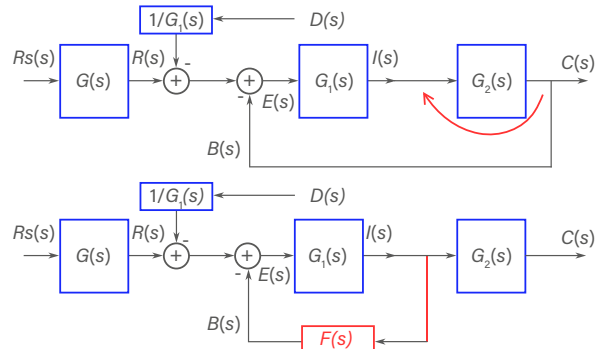 1/G₁(s)
D(s)
Rs(s)
G(s)
R(s)
-
+
-
+
E(s)
G₁(s)
I(s)
G₂(s)
C(s)
B(s)
1/G₁(s)
D(s)
Rs(s)
G(s)
R(s)
-
+
-
+
E(s)
G₁(s)
I(s)
G₂(s)
C(s)
B(s)
F(s)